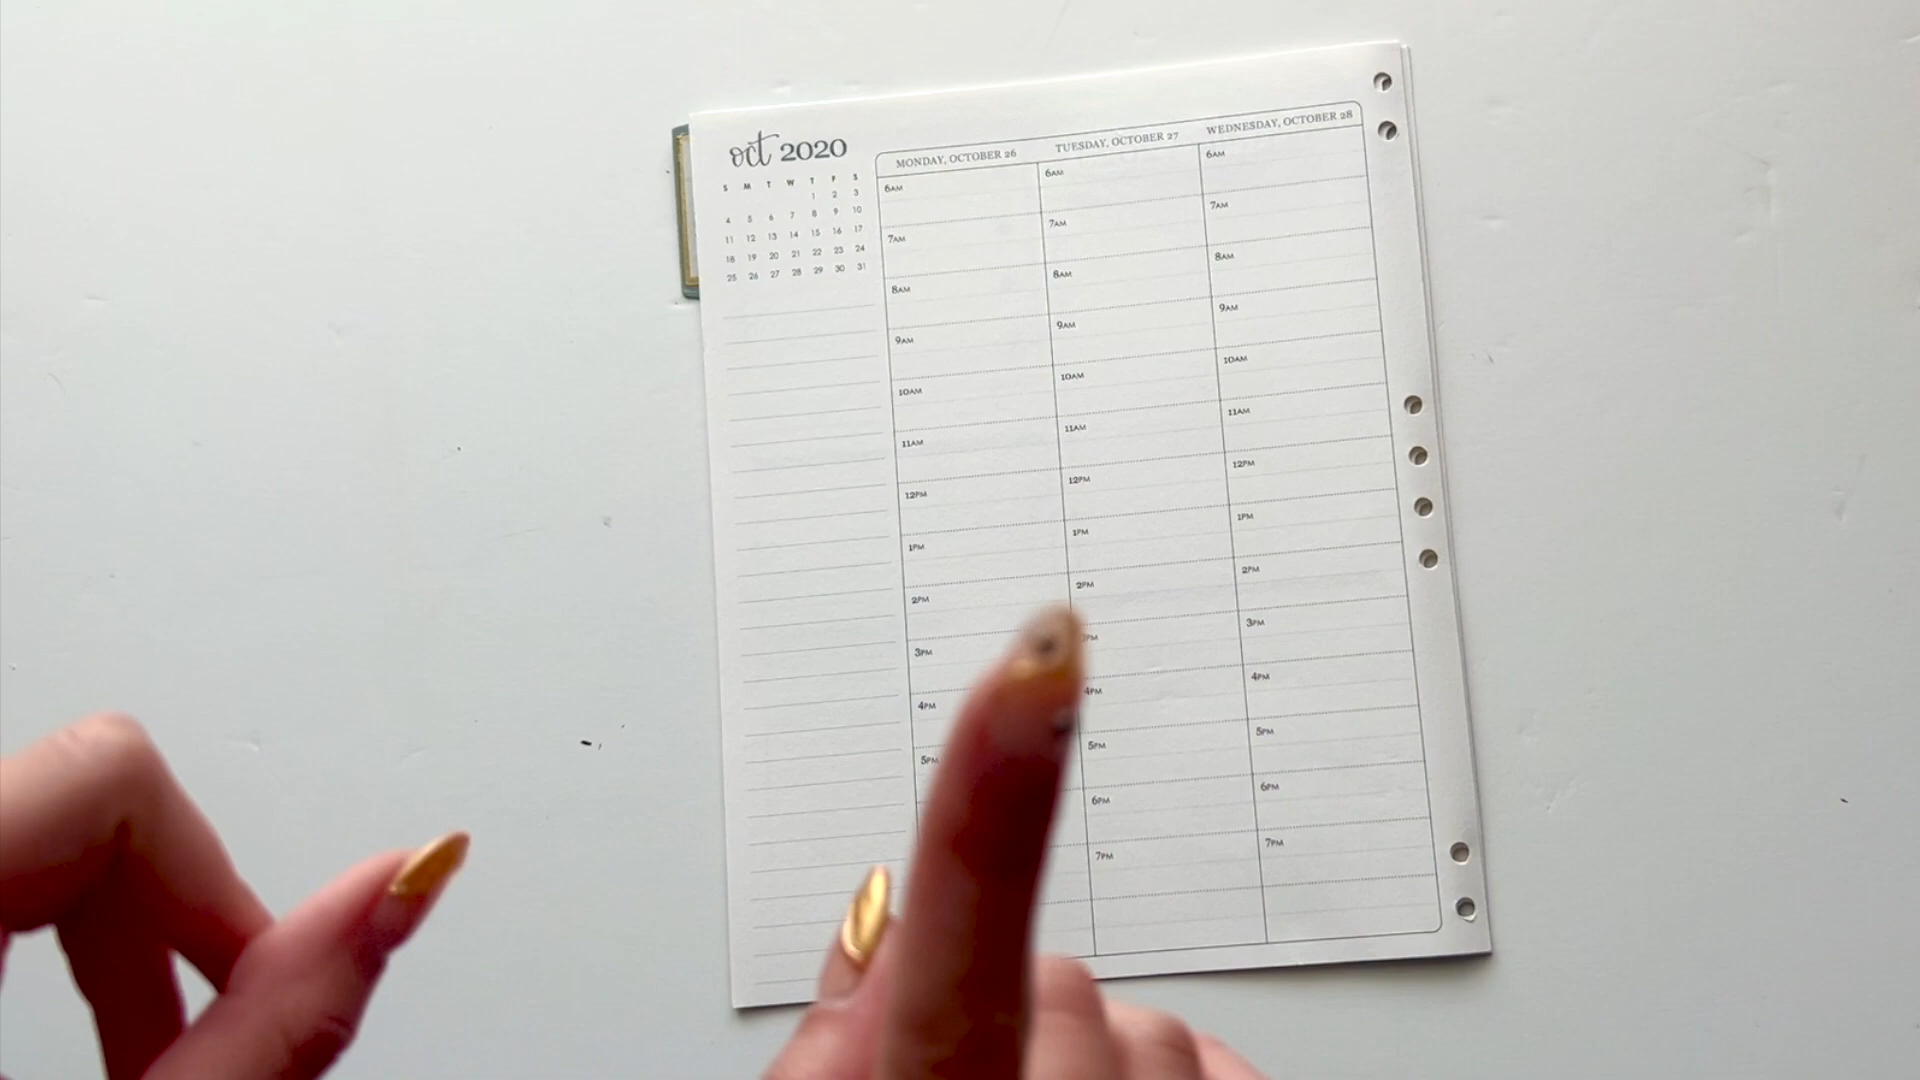 oct 2020
S M T W T F S
1 2 3
4 5 6 7 8 9 10
11 12 13 14 15 16 17
18 19 20 21 22 23 24
25 26 27 28 29 30 31
MONDAY, OCTOBER 26
6AM
7AM
8AM
9AM
10AM
11AM
12PM
1PM
2PM
3PM
4PM
5PM
TUESDAY, OCTOBER 27
6AM
7AM
8AM
9AM
10AM
11AM
12PM
1PM
2PM
3PM
4PM
5PM
6PM
7PM
WEDNESDAY, OCTOBER 28
6AM
7AM
8AM
9AM
10AM
11AM
12PM
1PM
2PM
3PM
4PM
5PM
6PM
7PM